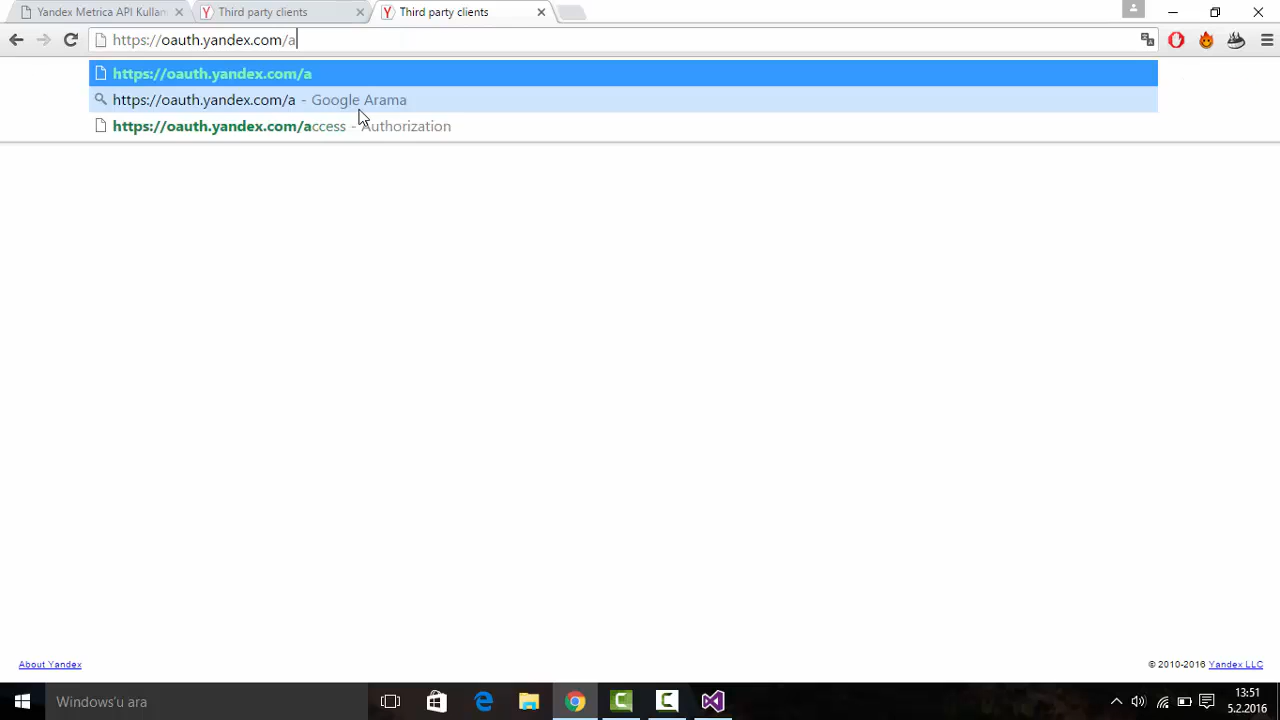 Yandex Metrica API Kullan
Third party clients
Third party clients
https://oauth.yandex.com/a
https://oauth.yandex.com/a
https://oauth.yandex.com/a - Google Arama
https://oauth.yandex.com/access - Authorization
About Yandex
© 2010-2016 Yandex LLC
Windows'u ara
13:51
5.2.2016